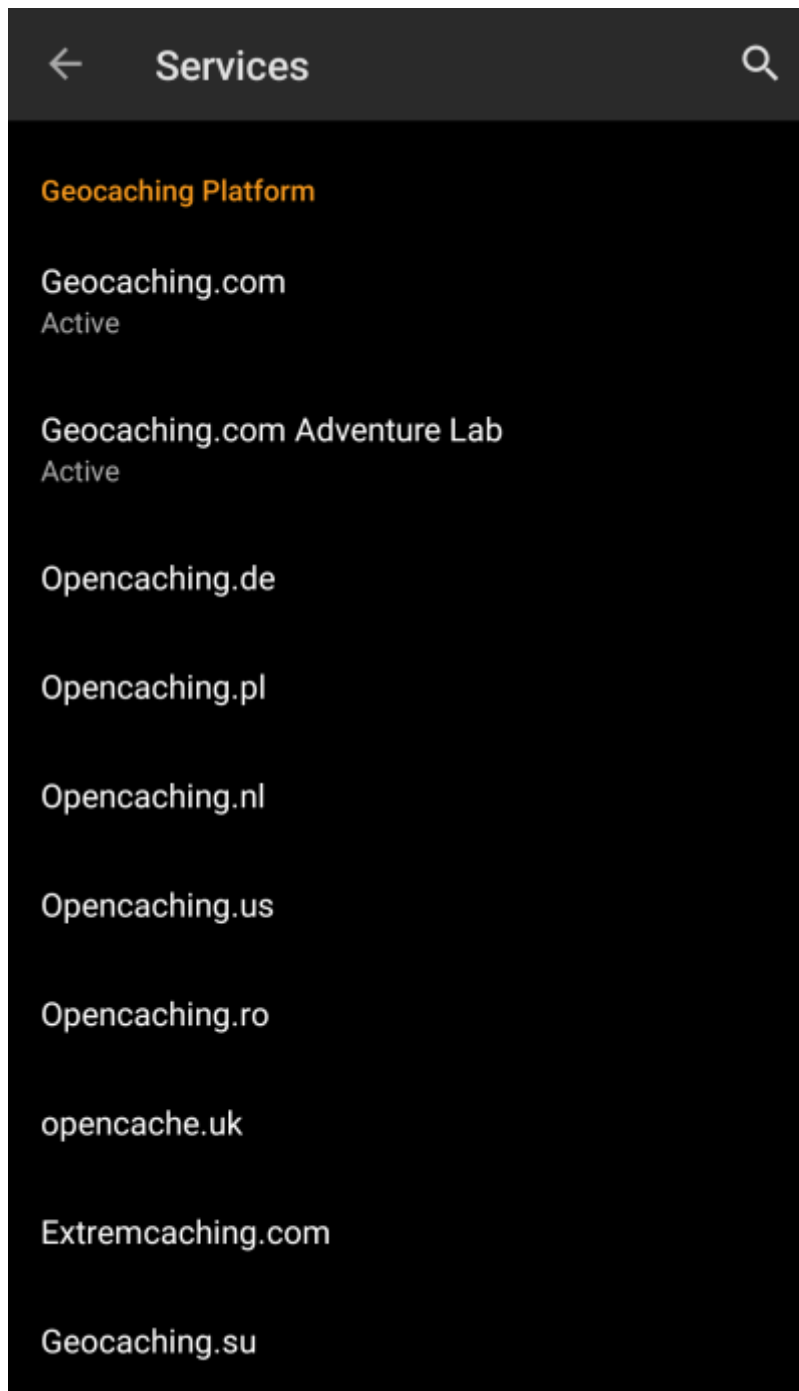 Services
Geocaching Platform
Geocaching.com
Active
Geocaching.com Adventure Lab
Active
Opencaching.de
Opencaching.pl
Opencaching.nl
Opencaching.us
Opencaching.ro
opencache.uk
Extremcaching.com
Geocaching.su